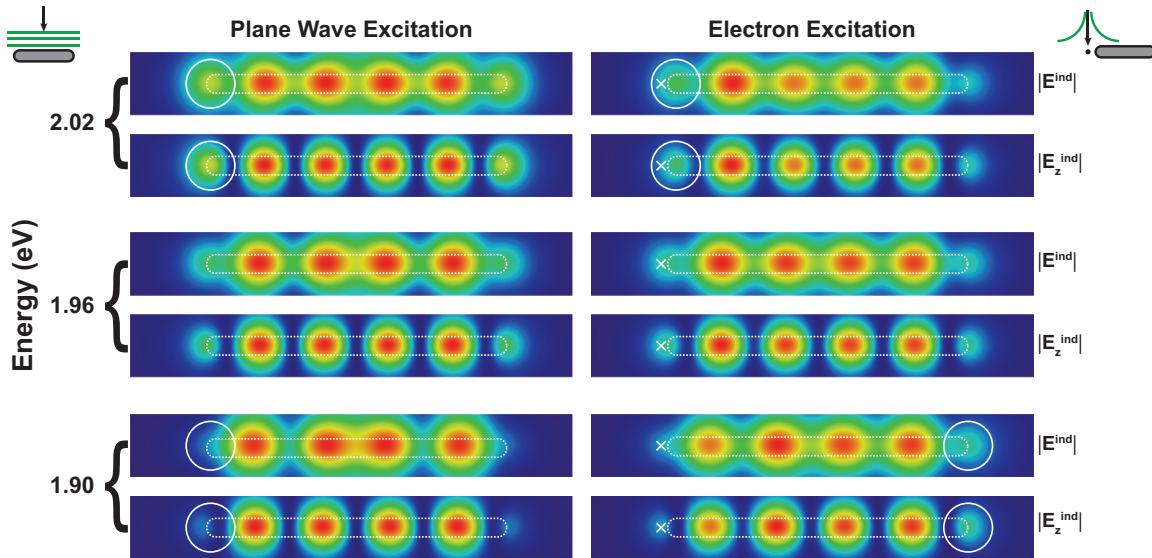 Plane Wave Excitation
Electron Excitation
Energy (eV)
2.02
|E^ind|
|E_z^ind|
1.96
|E^ind|
|E_z^ind|
1.90
|E^ind|
|E_z^ind|